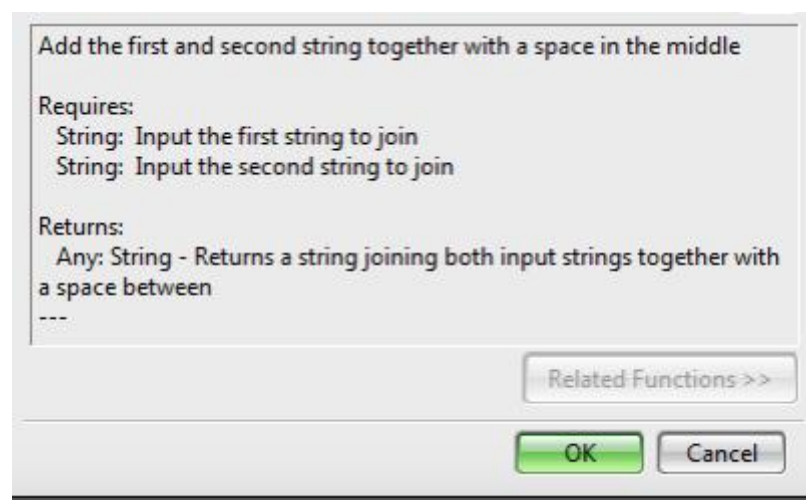 Add the first and second string together with a space in the middle
Requires:
String: Input the first string to join
String: Input the second string to join
Returns:
Any: String - Returns a string joining both input strings together with
a space between
---
Related Functions >>
OK
Cancel